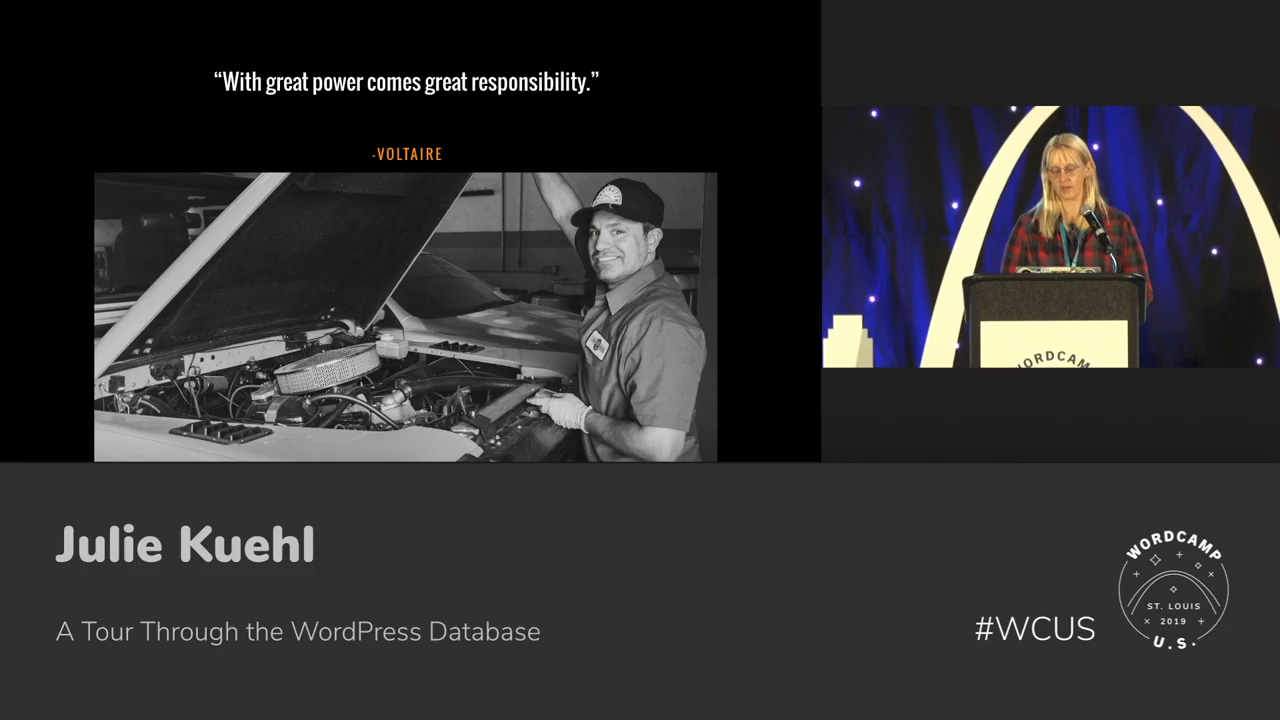 “With great power comes great responsibility.”
-VOLTAIRE
WORDCAMP
Julie Kuehl
A Tour Through the WordPress Database
#WCUS
WORDCAMP
ST. LOUIS
2019
U.S.